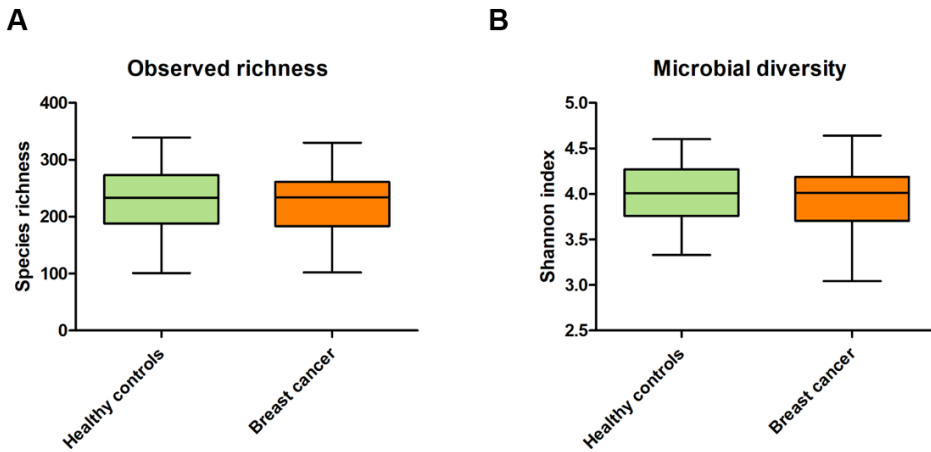 A
Observed richness
Species richness
400
300
200
100
0
Healthy controls
Breast cancer
B
Microbial diversity
Shannon index
5.0
4.5
4.0
3.5
3.0
2.5
Healthy controls
Breast cancer